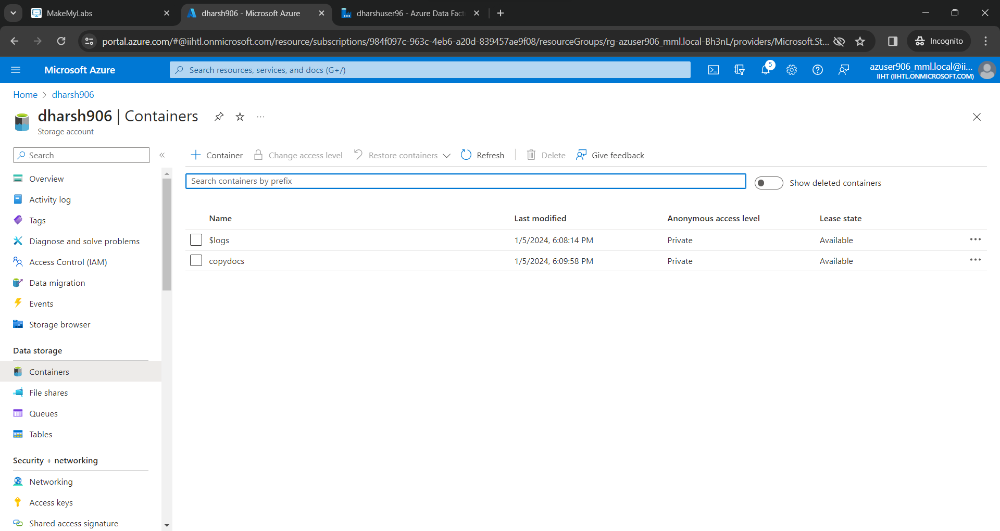 MakeMyLabs
dharsh906 - Microsoft Azure
dharshuser96 - Azure Data Fact
portal.azure.com/#@iihtl.onmicrosoft.com/resource/subscriptions/984f097c-963c-4eb6-a20d-839457ae9f08/resourceGroups/rg-azuser906_mml.local-Bh3nL/providers/Microsoft.St...
Incognito
Microsoft Azure
Search resources, services, and docs (G+/)
5
azuser906_mml.local@ii...
IIHT (IIHTL.ONMICROSOFT.COM)
Home > dharsh906
dharsh906 | Containers
Storage account
Search
Container
Change access level
Restore containers
Refresh
Delete
Give feedback
Search containers by prefix
Show deleted containers
Name Last modified Anonymous access level Lease state
$logs 1/5/2024, 6:08:14 PM Private Available
copydocs 1/5/2024, 6:09:58 PM Private Available
Overview
Activity log
Tags
Diagnose and solve problems
Access Control (IAM)
Data migration
Events
Storage browser
Data storage
Containers
File shares
Queues
Tables
Security + networking
Networking
Access keys
Shared access signature